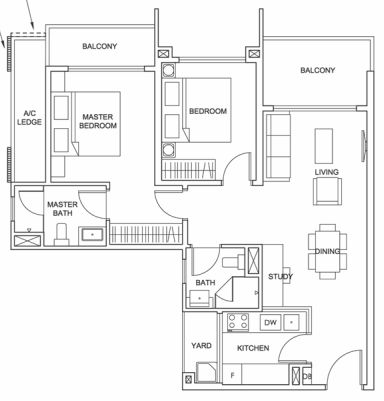 BALCONY
BALCONY
A/C
LEDGE
MASTER
BEDROOM
BEDROOM
LIVING
MASTER
BATH
DINING
STUDY
BATH
DW
YARD
KITCHEN
F
DB